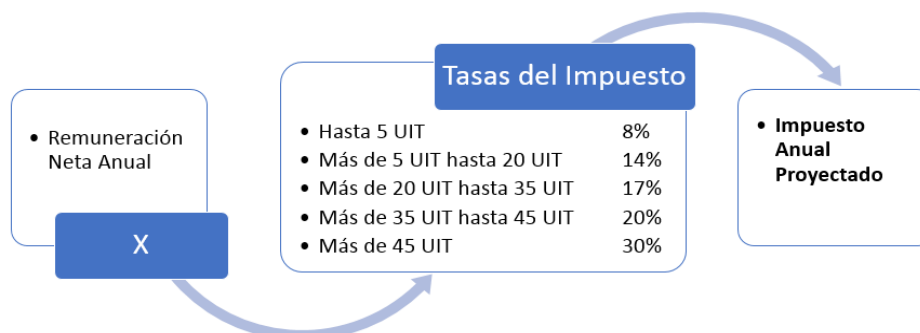 • Remuneración
Neta Anual
X
Tasas del Impuesto
• Hasta 5 UIT 8%
• Más de 5 UIT hasta 20 UIT 14%
• Más de 20 UIT hasta 35 UIT 17%
• Más de 35 UIT hasta 45 UIT 20%
• Más de 45 UIT 30%
• Impuesto
Anual
Proyectado